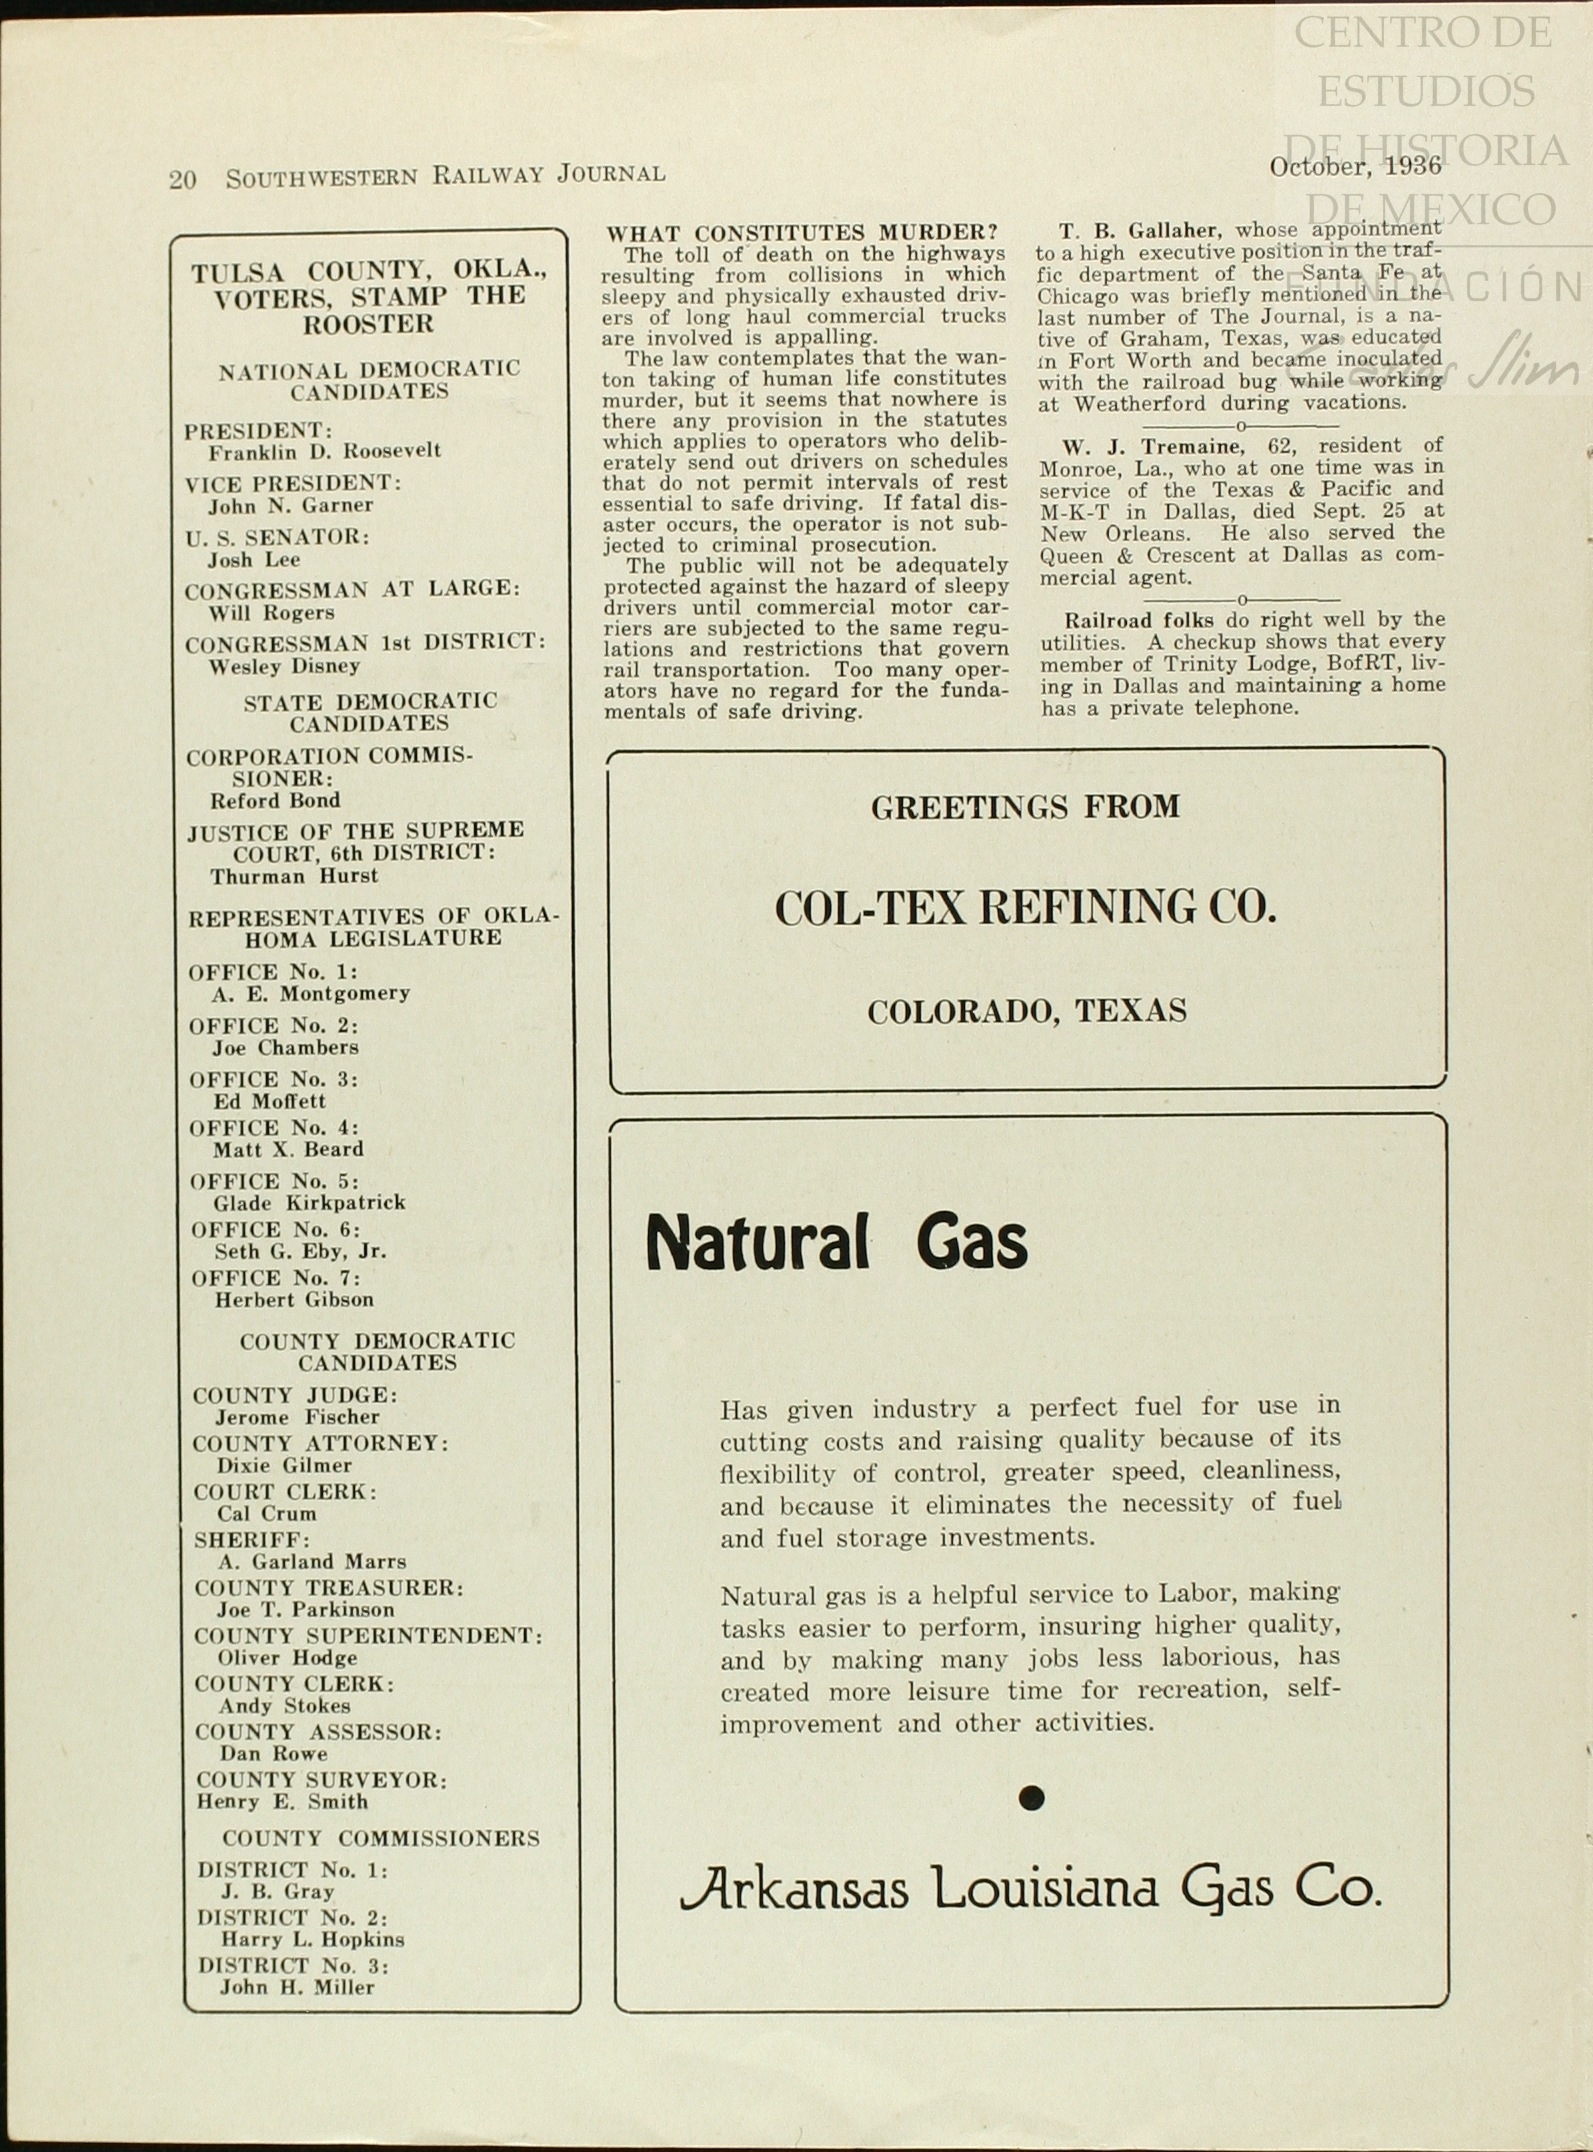 CENTRO DE
ESTUDIOS
DE HISTORIA
DE MEXICO
FUNDACIÓN
Carlos Slim
20 SOUTHWESTERN RAILWAY JOURNAL
October, 1936
TULSA COUNTY, OKLA.,
VOTERS, STAMP THE
ROOSTER
NATIONAL DEMOCRATIC
CANDIDATES
PRESIDENT:
Franklin D. Roosevelt
VICE PRESIDENT:
John N. Garner
U. S. SENATOR:
Josh Lee
CONGRESSMAN AT LARGE:
Will Rogers
CONGRESSMAN 1st DISTRICT:
Wesley Disney
STATE DEMOCRATIC
CANDIDATES
CORPORATION COMMIS-
SIONER:
Reford Bond
JUSTICE OF THE SUPREME
COURT, 6th DISTRICT:
Thurman Hurst
REPRESENTATIVES OF OKLA-
HOMA LEGISLATURE
OFFICE No. 1:
A. E. Montgomery
OFFICE No. 2:
Joe Chambers
OFFICE No. 3:
Ed Moffett
OFFICE No. 4:
Matt X. Beard
OFFICE No. 5:
Glade Kirkpatrick
OFFICE No. 6:
Seth G. Eby, Jr.
OFFICE No. 7:
Herbert Gibson
COUNTY DEMOCRATIC
CANDIDATES
COUNTY JUDGE:
Jerome Fischer
COUNTY ATTORNEY:
Dixie Gilmer
COURT CLERK:
Cal Crum
SHERIFF:
A. Garland Marrs
COUNTY TREASURER:
Joe T. Parkinson
COUNTY SUPERINTENDENT:
Oliver Hodge
COUNTY CLERK:
Andy Stokes
COUNTY ASSESSOR:
Dan Rowe
COUNTY SURVEYOR:
Henry E. Smith
COUNTY COMMISSIONERS
DISTRICT No. 1:
J. B. Gray
DISTRICT No. 2:
Harry L. Hopkins
DISTRICT No. 3:
John H. Miller
WHAT CONSTITUTES MURDER?
The toll of death on the highways
resulting from collisions in which
sleepy and physically exhausted driv-
ers of long haul commercial trucks
are involved is appalling.
The law contemplates that the wan-
ton taking of human life constitutes
murder, but it seems that nowhere is
there any provision in the statutes
which applies to operators who delib-
erately send out drivers on schedules
that do not permit intervals of rest
essential to safe driving. If fatal dis-
aster occurs, the operator is not sub-
jected to criminal prosecution.
The public will not be adequately
protected against the hazard of sleepy
drivers until commercial motor car-
riers are subjected to the same regu-
lations and restrictions that govern
rail transportation. Too many oper-
ators have no regard for the funda-
mentals of safe driving.
T. B. Gallaher, whose appointment
to a high executive position in the traf-
fic department of the Santa Fe at
Chicago was briefly mentioned in the
last number of The Journal, is a na-
tive of Graham, Texas, was educated
in Fort Worth and became inoculated
with the railroad bug while working
at Weatherford during vacations.
o
W. J. Tremaine, 62, resident of
Monroe, La., who at one time was in
service of the Texas & Pacific and
M-K-T in Dallas, died Sept. 25 at
New Orleans. He also served the
Queen & Crescent at Dallas as com-
mercial agent.
o
Railroad folks do right well by the
utilities. A checkup shows that every
member of Trinity Lodge, BofRT, liv-
ing in Dallas and maintaining a home
has a private telephone.
GREETINGS FROM
COL-TEX REFINING CO.
COLORADO, TEXAS
Natural Gas
Has given industry a perfect fuel for use in
cutting costs and raising quality because of its
flexibility of control, greater speed, cleanliness,
and because it eliminates the necessity of fuel
and fuel storage investments.
Natural gas is a helpful service to Labor, making
tasks easier to perform, insuring higher quality,
and by making many jobs less laborious, has
created more leisure time for recreation, self-
improvement and other activities.
Arkansas Louisiana Gas Co.